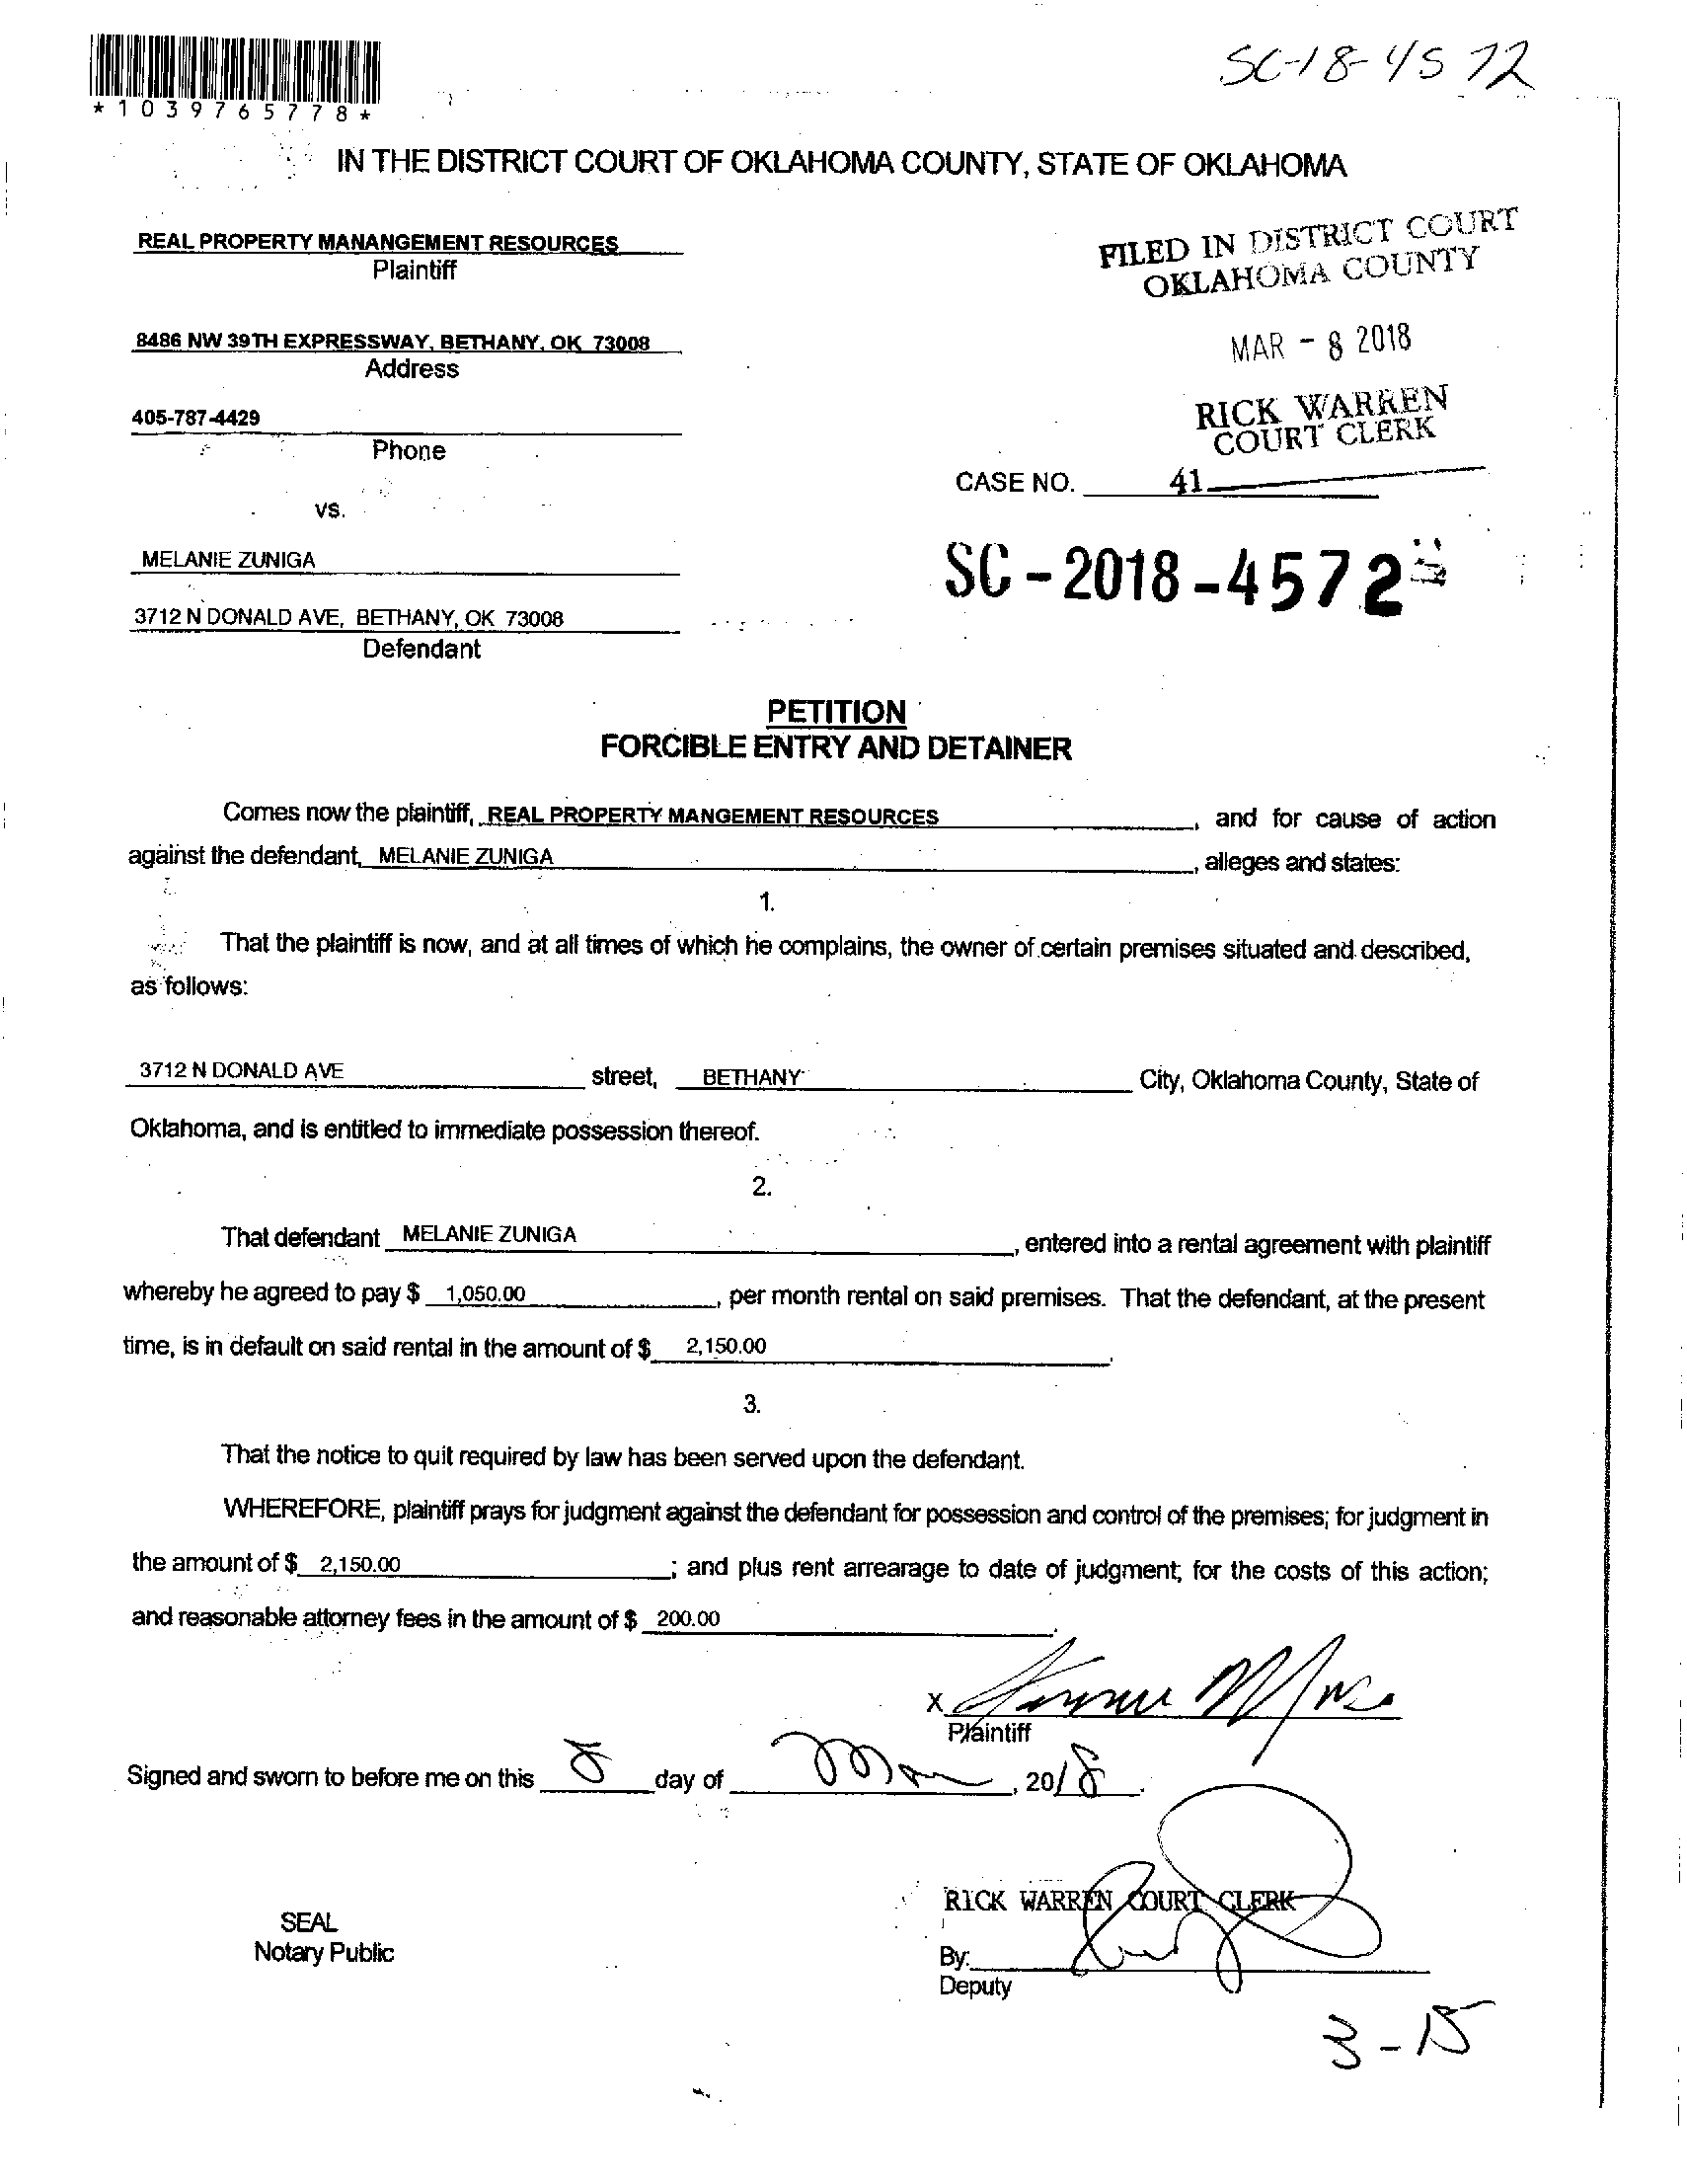 SC-18-4572
*1039765778*
IN THE DISTRICT COURT OF OKLAHOMA COUNTY, STATE OF OKLAHOMA
REAL PROPERTY MANANGEMENT RESOURCES
Plaintiff
8486 NW 39TH EXPRESSWAY, BETHANY, OK 73008
Address
405-787-4429
Phone
vs.
MELANIE ZUNIGA
3712 N DONALD AVE, BETHANY, OK 73008
Defendant
FILED IN DISTRICT COURT
OKLAHOMA COUNTY
MAR - 8 2018
RICK WARREN
COURT CLERK
CASE NO. 41
SC-2018-4572
PETITION
FORCIBLE ENTRY AND DETAINER
Comes now the plaintiff, REAL PROPERTY MANGEMENT RESOURCES, and for cause of action
against the defendant, MELANIE ZUNIGA, alleges and states:
1.
That the plaintiff is now, and at all times of which he complains, the owner of certain premises situated and described,
as follows:
3712 N DONALD AVE street, BETHANY City, Oklahoma County, State of
Oklahoma, and is entitled to immediate possession thereof.
2.
That defendant MELANIE ZUNIGA, entered into a rental agreement with plaintiff
whereby he agreed to pay $ 1,050.00, per month rental on said premises. That the defendant, at the present
time, is in default on said rental in the amount of $ 2,150.00.
3.
That the notice to quit required by law has been served upon the defendant.
WHEREFORE, plaintiff prays for judgment against the defendant for possession and control of the premises; for judgment in
the amount of $ 2,150.00; and plus rent arrearage to date of judgment; for the costs of this action;
and reasonable attorney fees in the amount of $ 200.00.
X
Plaintiff
Signed and sworn to before me on this 8 day of Mar, 2018.
RICK WARREN COURT CLERK
SEAL
Notary Public
By:
Deputy
3-15